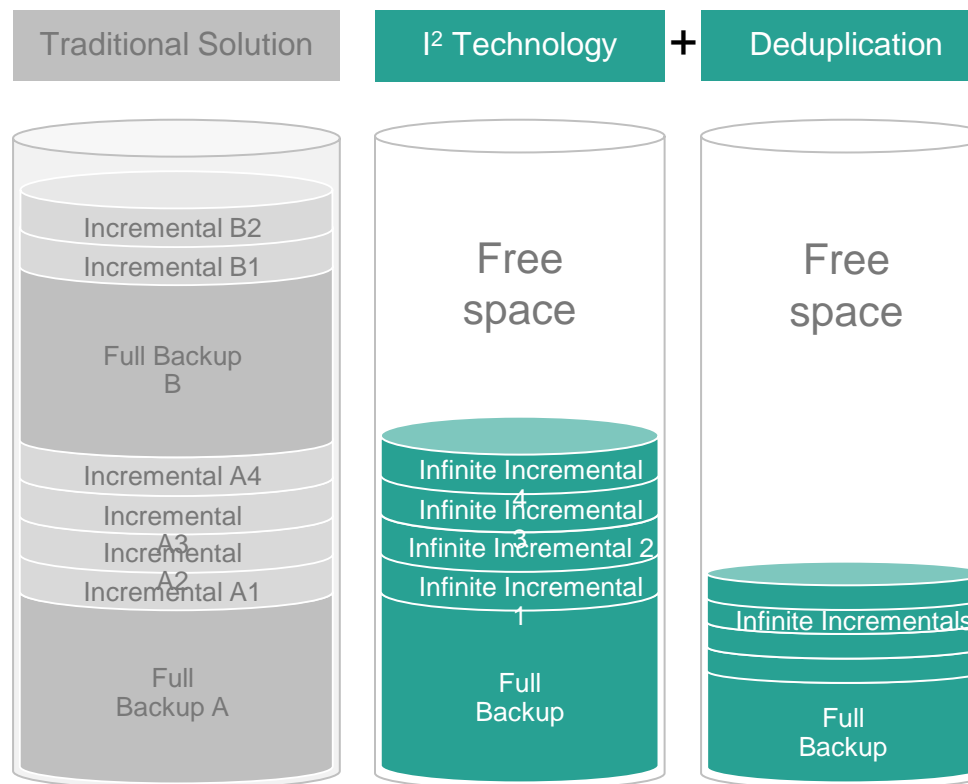 Traditional Solution
I² Technology
+
Deduplication
Incremental B2
Incremental B1
Full Backup
B
Incremental A4
Incremental
A3
Incremental
A2
Incremental A1
Full
Backup A
Free
space
Infinite Incremental
4
Infinite Incremental
3
Infinite Incremental 2
Infinite Incremental
1
Full
Backup
Free
space
Infinite Incrementals
Full
Backup